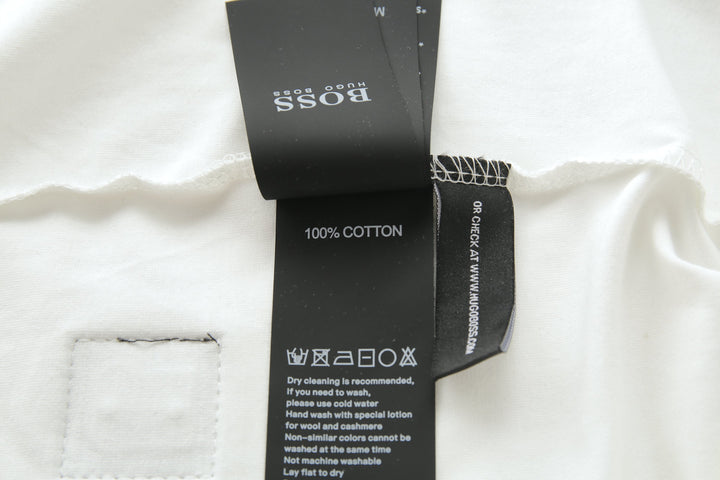 M
*s
BOSS
HUGO BOSS
100% COTTON
OR CHECK AT WWW.HUGOBOSS.COM
Dry cleaning is recommended,
If you need to wash,
please use cold water
Hand wash with special lotion
for wool and cashmere
Non-similar colors cannot be
washed at the same time
Not machine washable
Lay flat to dry